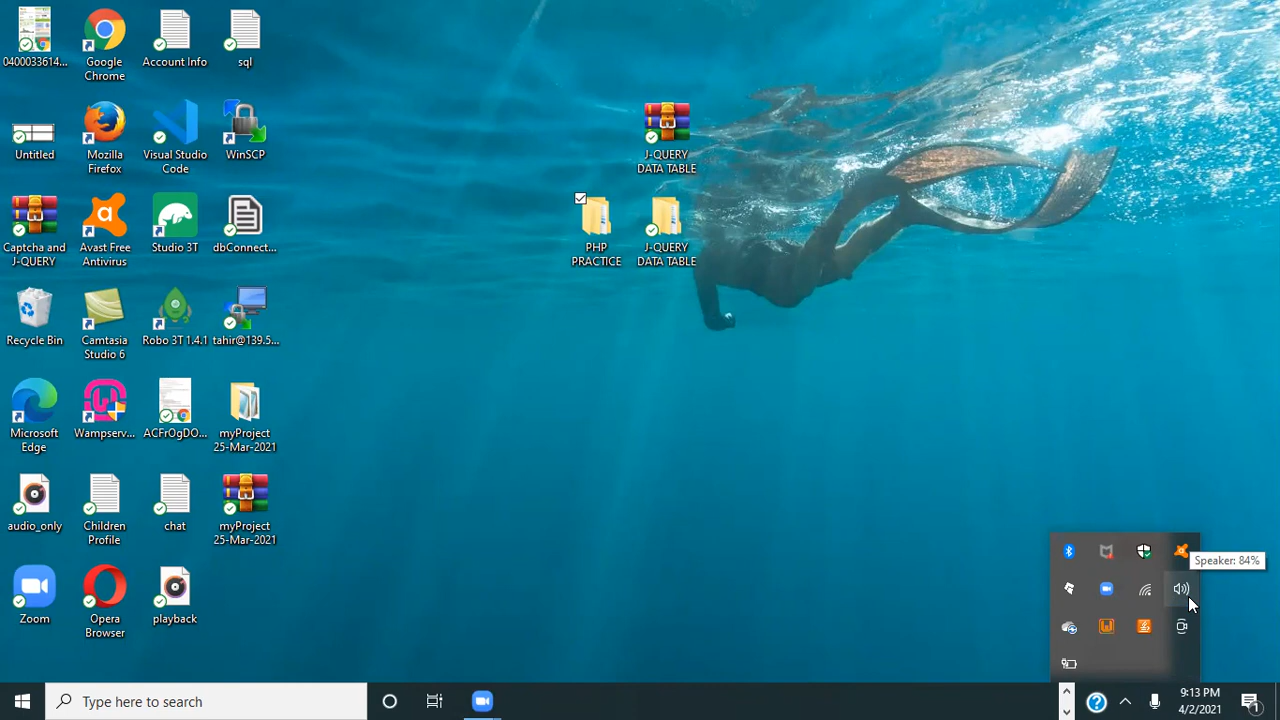 0400033614...
Google
Chrome
Account Info
sql
Untitled
Mozilla
Firefox
Visual Studio
Code
WinSCP
J-QUERY
DATA TABLE
Captcha and
J-QUERY
Avast Free
Antivirus
Studio 3T
dbConnect...
PHP
PRACTICE
J-QUERY
DATA TABLE
Recycle Bin
Camtasia
Studio 6
Robo 3T 1.4.1
tahir@139.5...
Microsoft
Edge
Wampserv...
ACFrOgDO...
myProject
25-Mar-2021
audio_only
Children
Profile
chat
myProject
25-Mar-2021
Zoom
Opera
Browser
playback
Speaker: 84%
Type here to search
9:13 PM
4/2/2021
1